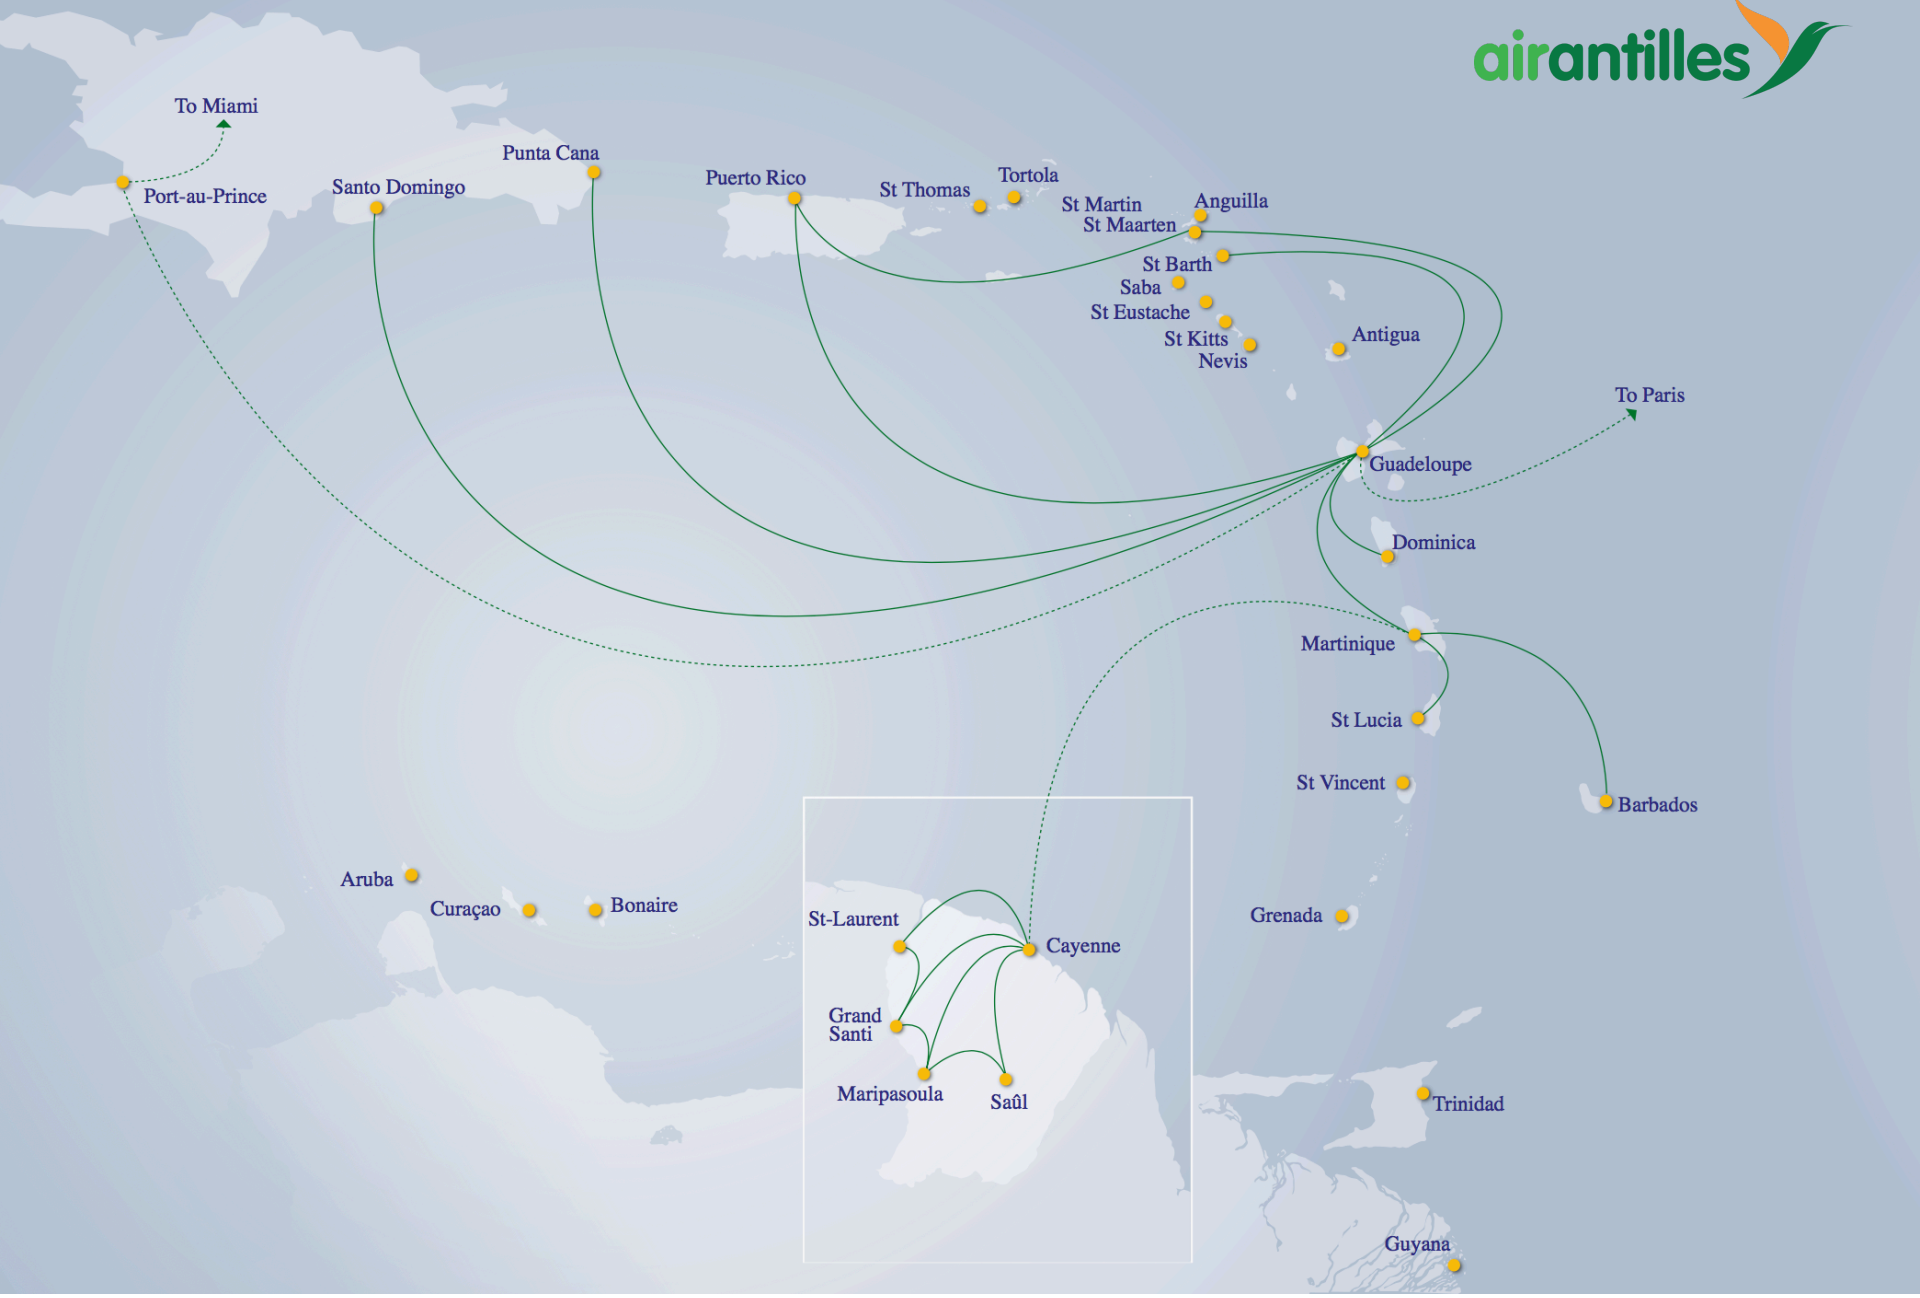 airantilles
To Miami
Port-au-Prince
Santo Domingo
Punta Cana
Puerto Rico
St Thomas
Tortola
St Martin
St Maarten
Anguilla
St Barth
Saba
St Eustache
St Kitts
Nevis
Antigua
To Paris
Guadeloupe
Dominica
Martinique
St Lucia
St Vincent
Barbados
Aruba
Curaçao
Bonaire
Grenada
St-Laurent
Cayenne
Grand
Santi
Maripasoula
Saûl
Trinidad
Guyana